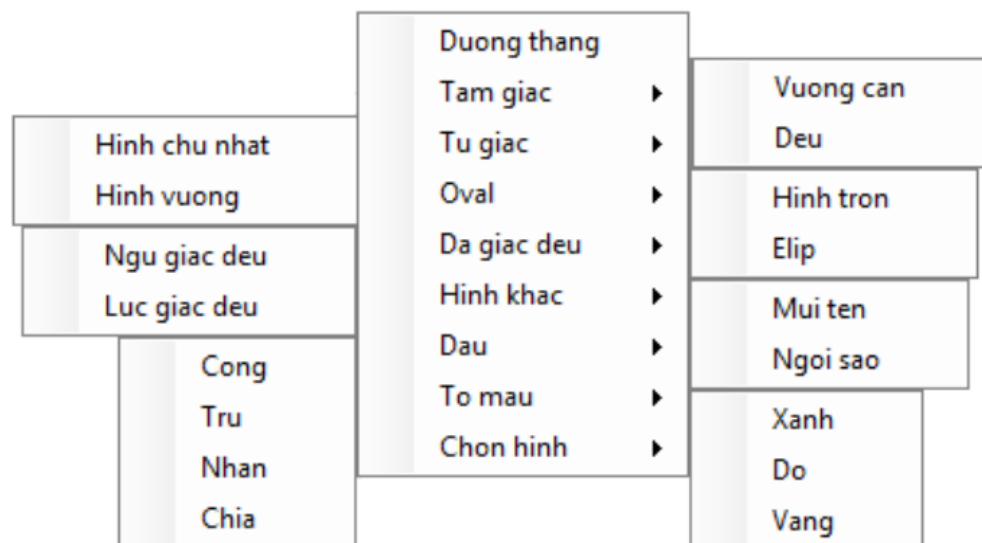 Duong thang
Tam giac
Tu giac
Oval
Da giac deu
Hinh khac
Dau
To mau
Chon hinh
Hinh chu nhat
Hinh vuong
Ngu giac deu
Luc giac deu
Cong
Tru
Nhan
Chia
Vuong can
Deu
Hinh tron
Elip
Mui ten
Ngoi sao
Xanh
Do
Vang